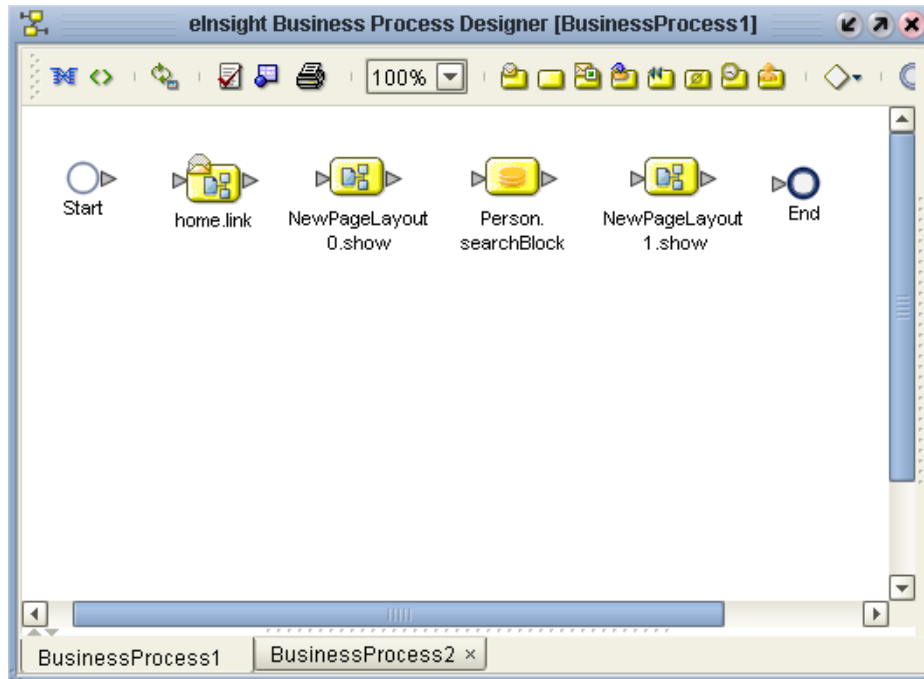 eInsight Business Process Designer [BusinessProcess1]
100%
Start
home.link
NewPageLayout
0.show
Person.
searchBlock
NewPageLayout
1.show
End
BusinessProcess1
BusinessProcess2 ×